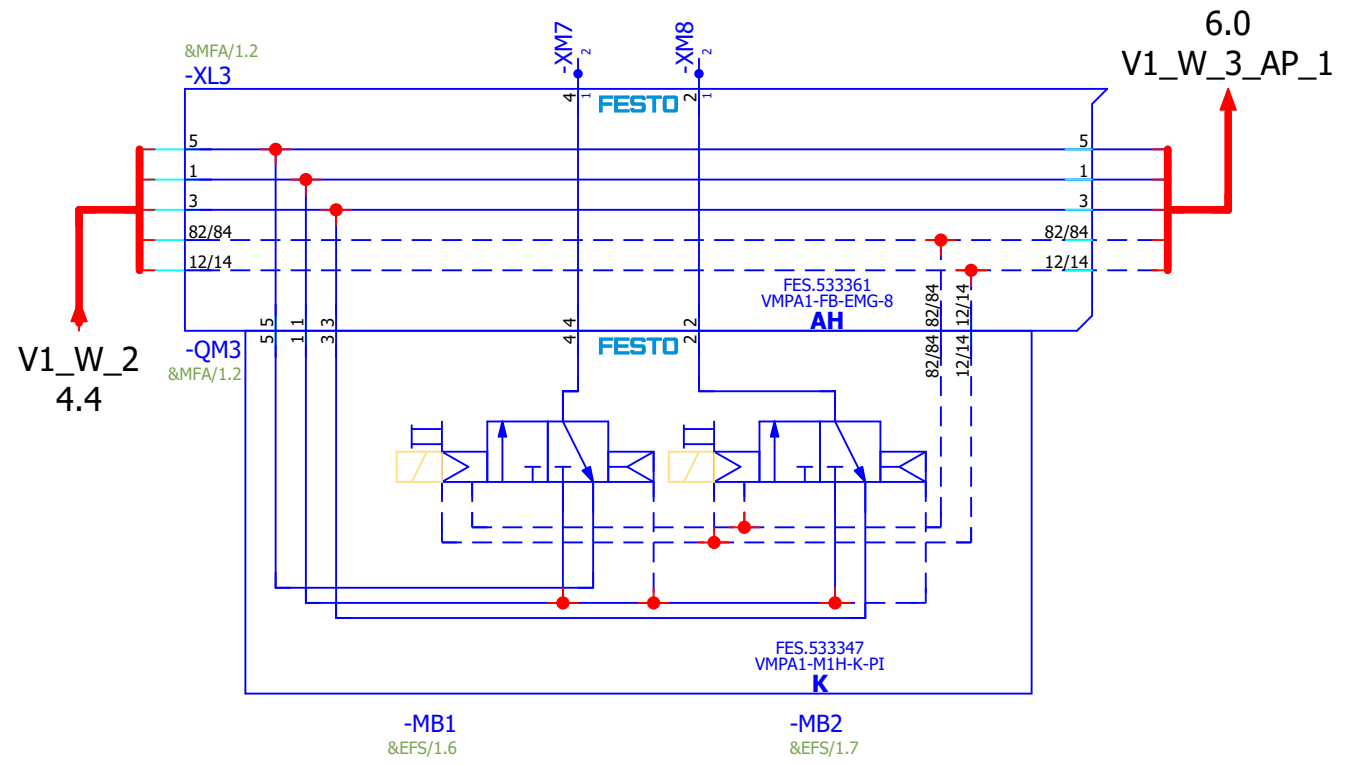 6.0
V1_W_3_AP_1
&MFA/1.2
-XL3
-XM7
2
-XM8
2
4
1
FESTO
2
1
5
5
1
1
3
3
82/84
82/84
12/14
12/14
FES.533361
VMPA1-FB-EMG-8
AH
82/84
12/14
5
1
3
4
2
V1_W_2
4.4
-QM3
&MFA/1.2
5
1
3
4
FESTO
2
82/84
12/14
FES.533347
VMPA1-M1H-K-PI
K
-MB1
&EFS/1.6
-MB2
&EFS/1.7